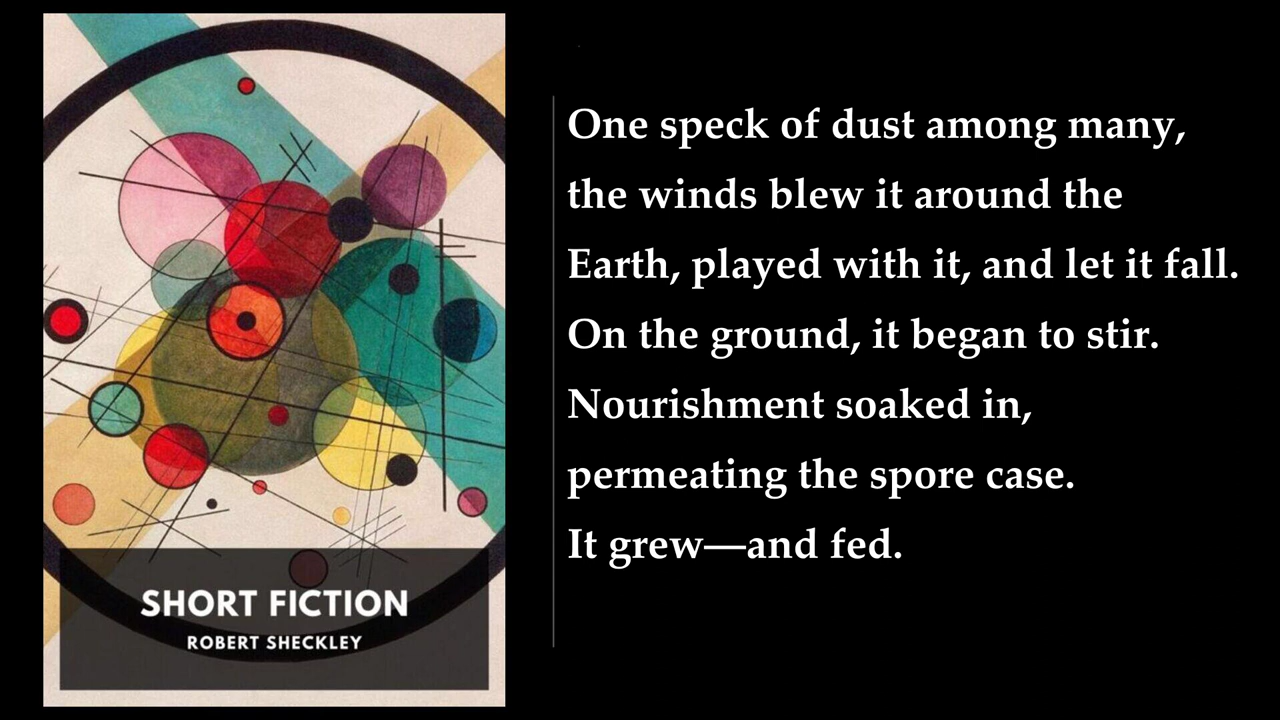 SHORT FICTION
ROBERT SHECKLEY
One speck of dust among many,
the winds blew it around the
Earth, played with it, and let it fall.
On the ground, it began to stir.
Nourishment soaked in,
permeating the spore case.
It grew—and fed.